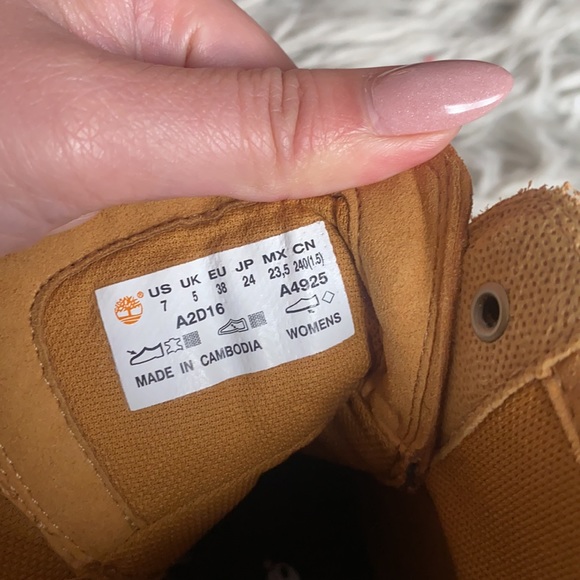 US UK EU JP MX CN
7 5 38 24 23,5 240(1.5)
A2D16 A4925
MADE IN CAMBODIA WOMENS